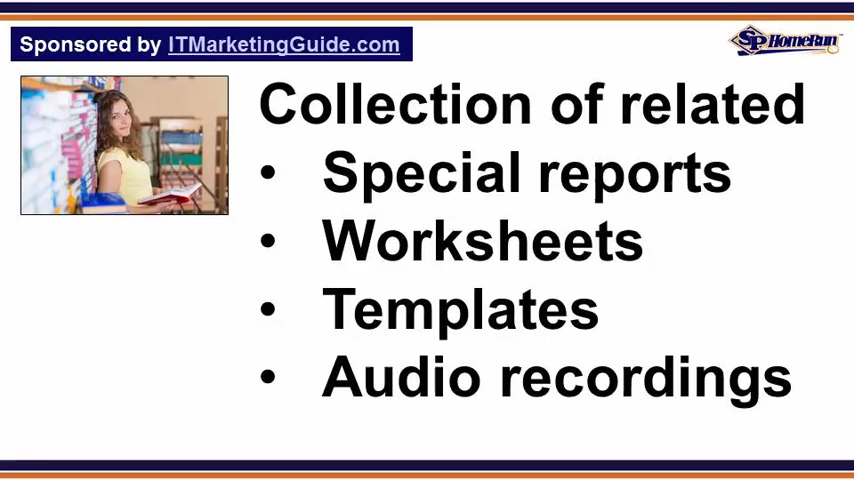 Sponsored by ITMarketingGuide.com
SP HomeRun
Collection of related
• Special reports
• Worksheets
• Templates
• Audio recordings